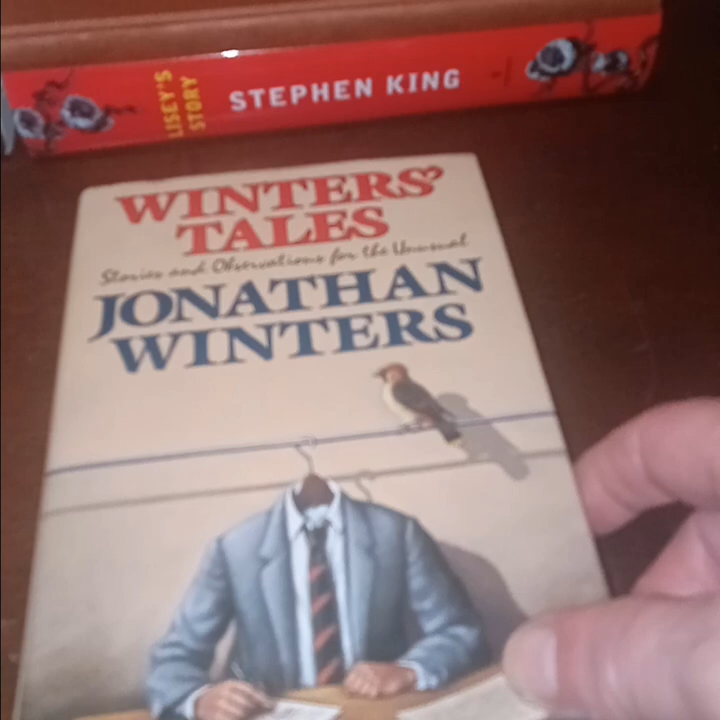 LISEY'S
STORY
STEPHEN KING
WINTERS'
TALES
Stories and Observations for the Unusual
JONATHAN
WINTERS